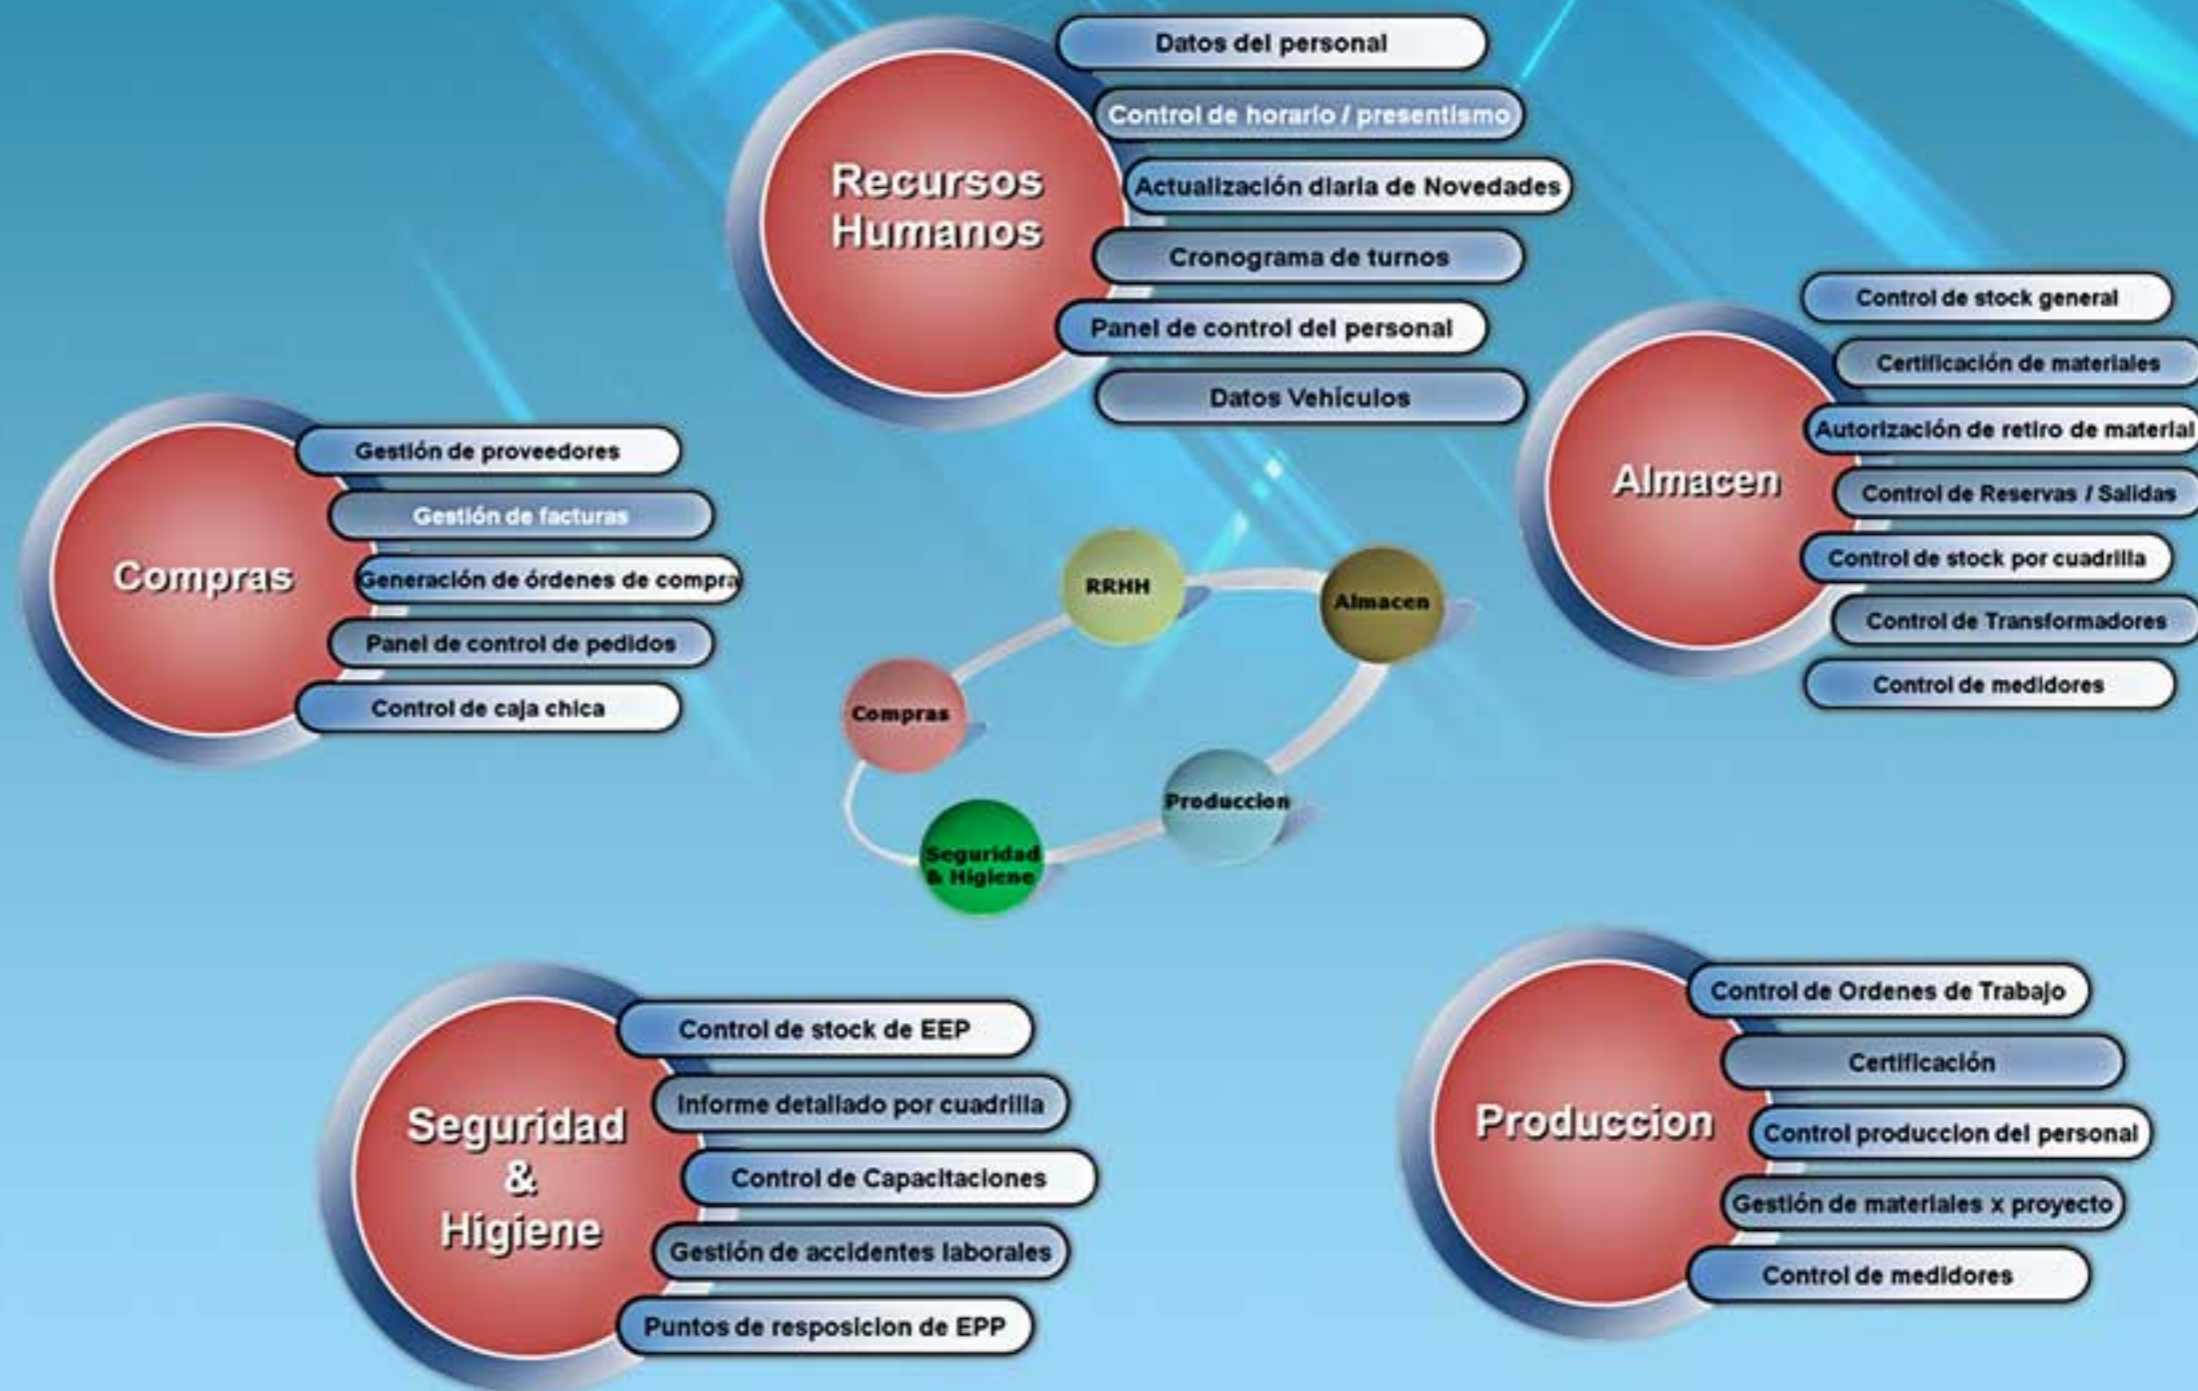 Datos del personal
Control de horario / presentismo
Actualización diaria de Novedades
Cronograma de turnos
Panel de control del personal
Datos Vehículos
Recursos
Humanos
Control de stock general
Certificación de materiales
Autorización de retiro de material
Control de Reservas / Salidas
Control de stock por cuadrilla
Control de Transformadores
Control de medidores
Almacen
Gestión de proveedores
Gestión de facturas
Generación de órdenes de compra
Panel de control de pedidos
Control de caja chica
Compras
RRHH
Almacen
Compras
Produccion
Seguridad
& Higiene
Control de stock de EEP
Informe detallado por cuadrilla
Control de Capacitaciones
Gestión de accidentes laborales
Puntos de resposicion de EPP
Seguridad
&
Higiene
Control de Ordenes de Trabajo
Certificación
Control produccion del personal
Gestión de materiales x proyecto
Control de medidores
Produccion